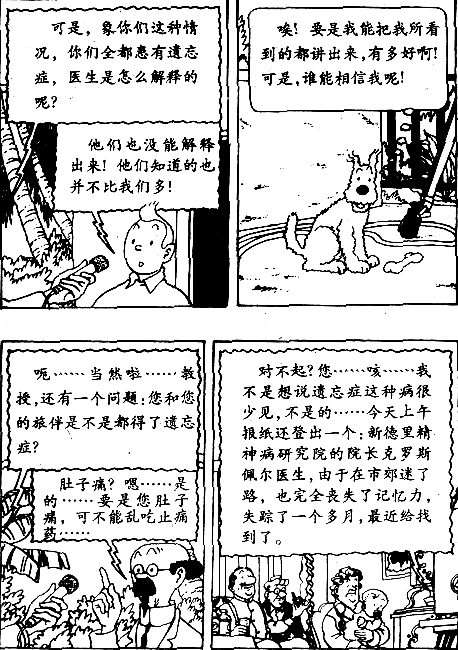 可是，象你们这种情
况，你们全都患有遗忘
症，医生是怎么解释的
呢？
他们也没能解释
出来！他们知道的也
并不比我们多！
唉！要是我能把我所看
到的都讲出来，有多好啊！
可是，谁能相信我呢！
呃……当然啦……教
授，还有一个问题：您和您
的旅伴是不是都得了遗忘
症？
肚子痛？嗯……是
的……要是您肚子
痛，可不能乱吃止痛
药……
对不起？您……咳……我
不是想说遗忘症这种病很
少见，不是的……今天上午
报纸还登出一个：新德里精
神病研究院的院长克罗斯
佩尔医生，由于在市郊迷了
路，也完全丧失了记忆力，
失踪了一个多月，最近给找
到了。